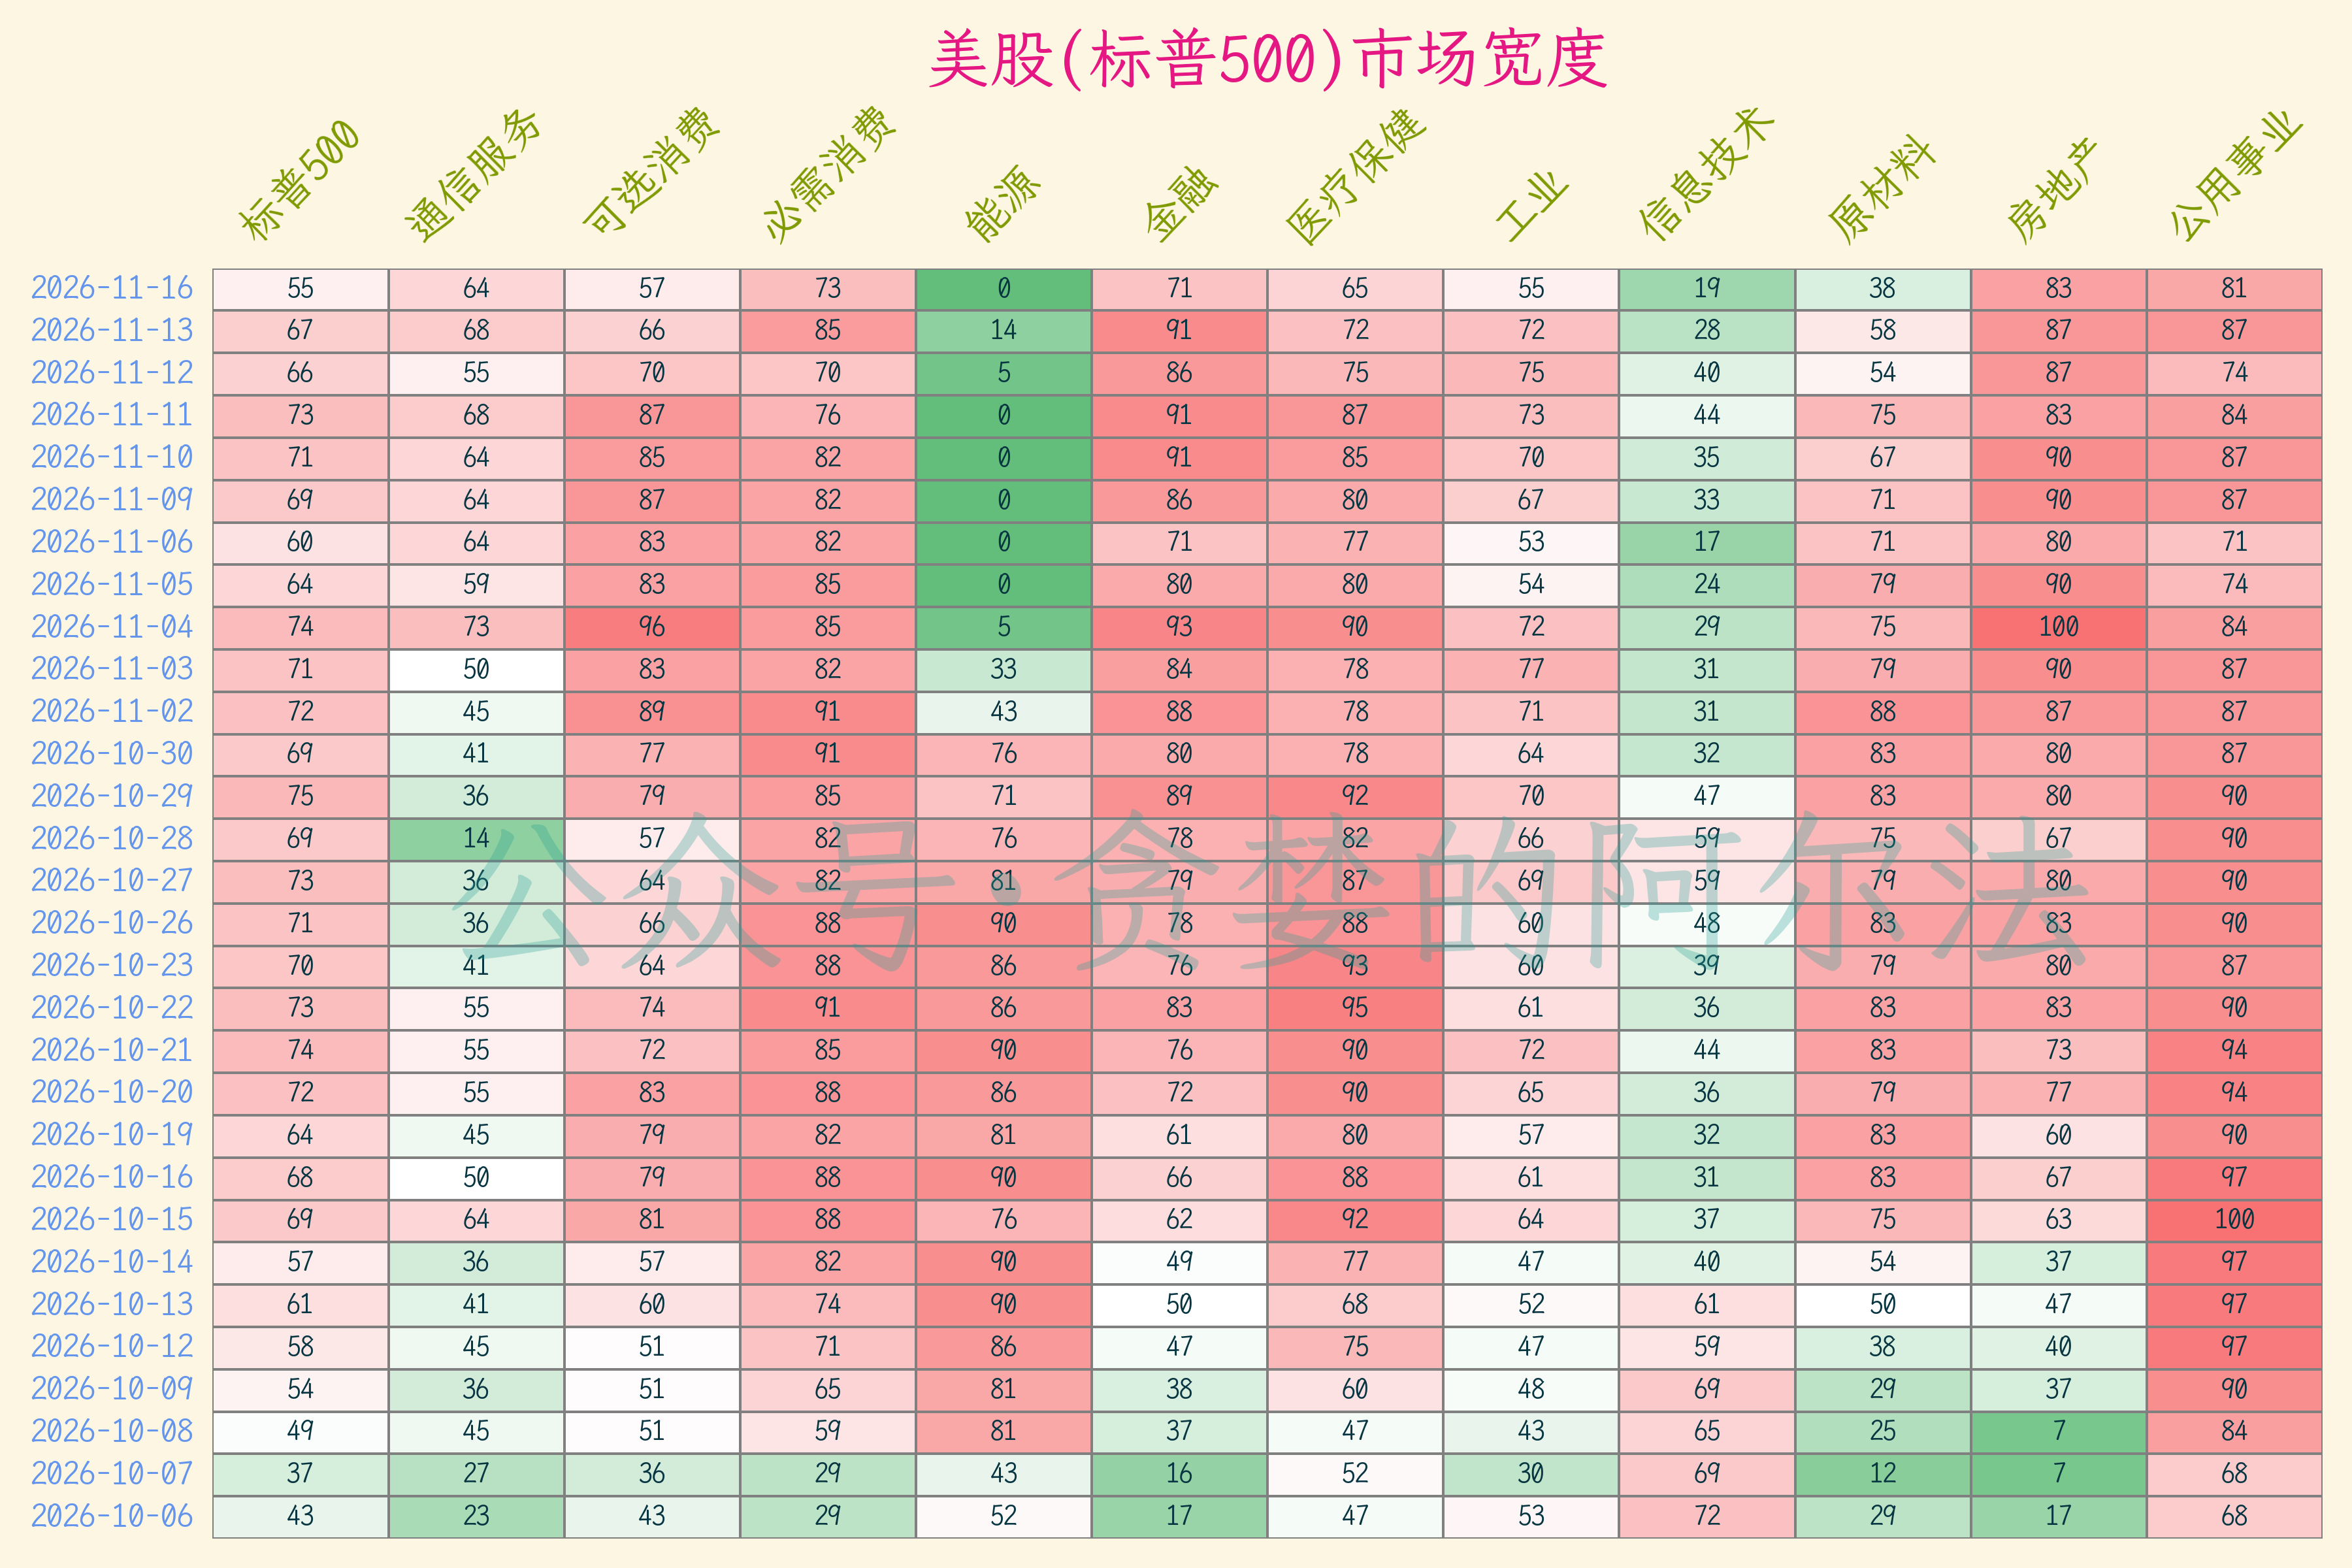 美股(标普500)市场宽度
标普500 通信服务 可选消费 必需消费 能源 金融 医疗保健 工业 信息技术 原材料 房地产 公用事业
2026-11-16 55 64 57 73 0 71 65 55 19 38 83 81
2026-11-13 67 68 66 85 14 91 72 72 28 58 87 87
2026-11-12 66 55 70 70 5 86 75 75 40 54 87 74
2026-11-11 73 68 87 76 0 91 87 73 44 75 83 84
2026-11-10 71 64 85 82 0 91 85 70 35 67 90 87
2026-11-09 69 64 87 82 0 86 80 67 33 71 90 87
2026-11-06 60 64 83 82 0 71 77 53 17 71 80 71
2026-11-05 64 59 83 85 0 80 80 54 24 79 90 74
2026-11-04 74 73 96 85 5 93 90 72 29 75 100 84
2026-11-03 71 50 83 82 33 84 78 77 31 79 90 87
2026-11-02 72 45 89 91 43 88 78 71 31 88 87 87
2026-10-30 69 41 77 91 76 80 78 64 32 83 80 87
2026-10-29 75 36 79 85 71 89 92 70 47 83 80 90
2026-10-28 69 14 57 82 76 78 82 66 59 75 67 90
2026-10-27 73 36 64 82 81 79 87 69 59 79 80 90
2026-10-26 71 36 66 88 90 78 88 60 48 83 83 90
2026-10-23 70 41 64 88 86 76 93 60 39 79 80 87
2026-10-22 73 55 74 91 86 83 95 61 36 83 83 90
2026-10-21 74 55 72 85 90 76 90 72 44 83 73 94
2026-10-20 72 55 83 88 86 72 90 65 36 79 77 94
2026-10-19 64 45 79 82 81 61 80 57 32 83 60 90
2026-10-16 68 50 79 88 90 66 88 61 31 83 67 97
2026-10-15 69 64 81 88 76 62 92 64 37 75 63 100
2026-10-14 57 36 57 82 90 49 77 47 40 54 37 97
2026-10-13 61 41 60 74 90 50 68 52 61 50 47 97
2026-10-12 58 45 51 71 86 47 75 47 59 38 40 97
2026-10-09 54 36 51 65 81 38 60 48 69 29 37 90
2026-10-08 49 45 51 59 81 37 47 43 65 25 7 84
2026-10-07 37 27 36 29 43 16 52 30 69 12 7 68
2026-10-06 43 23 43 29 52 17 47 53 72 29 17 68
公众号·贪婪的阿尔法